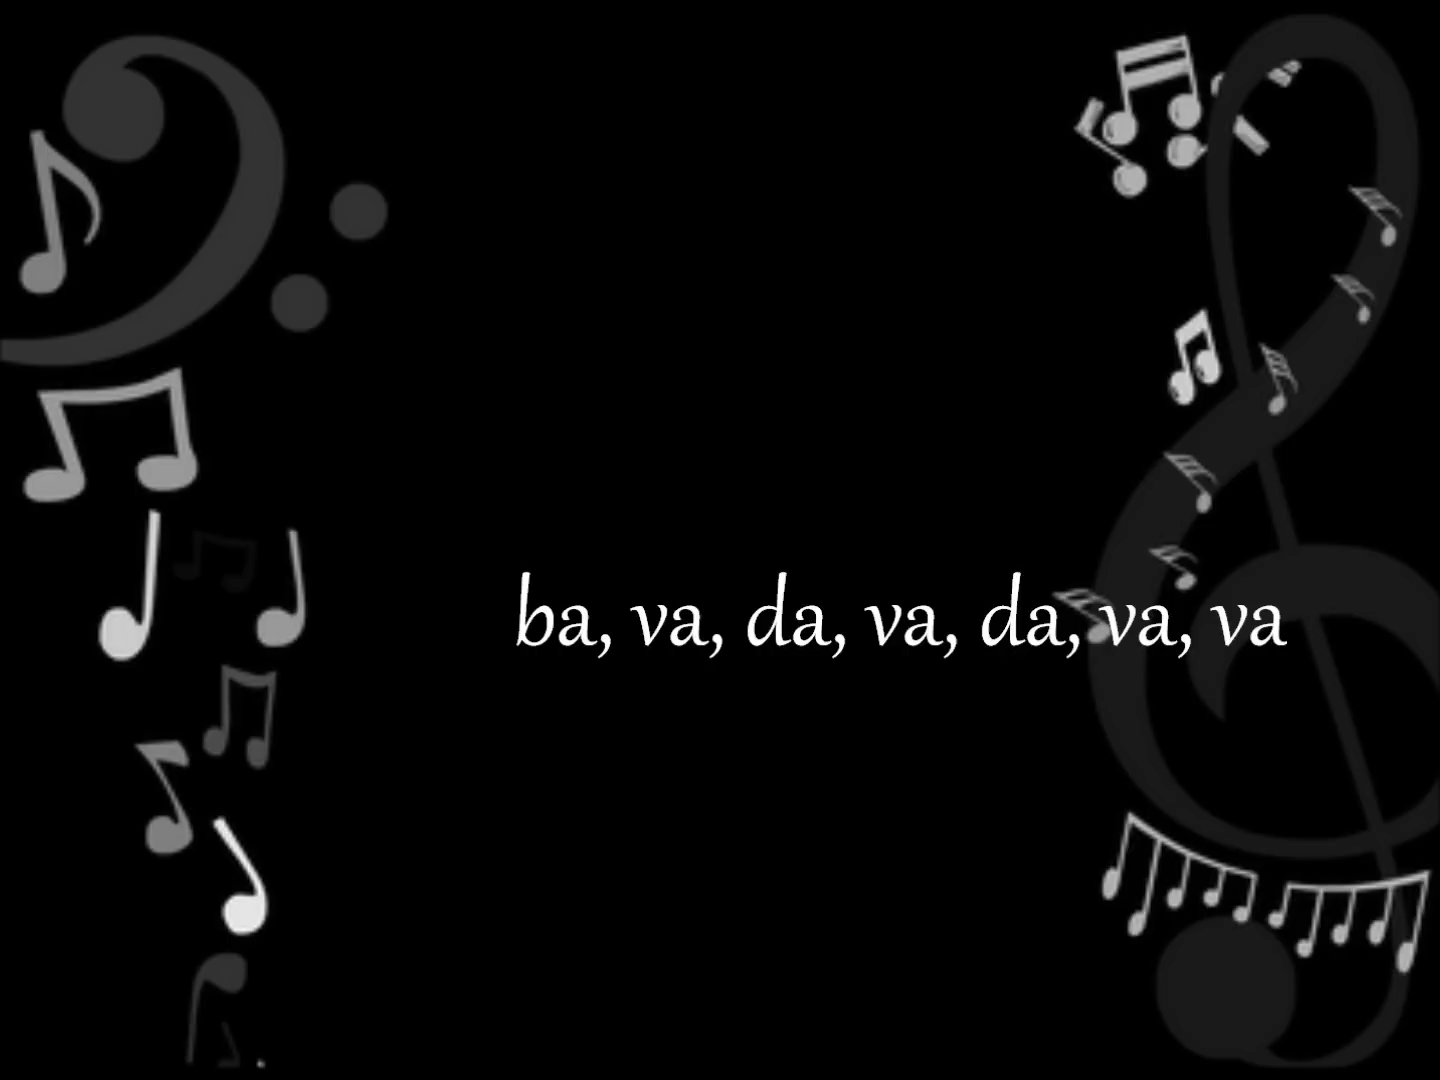 ba, va, da, va, da, va, va